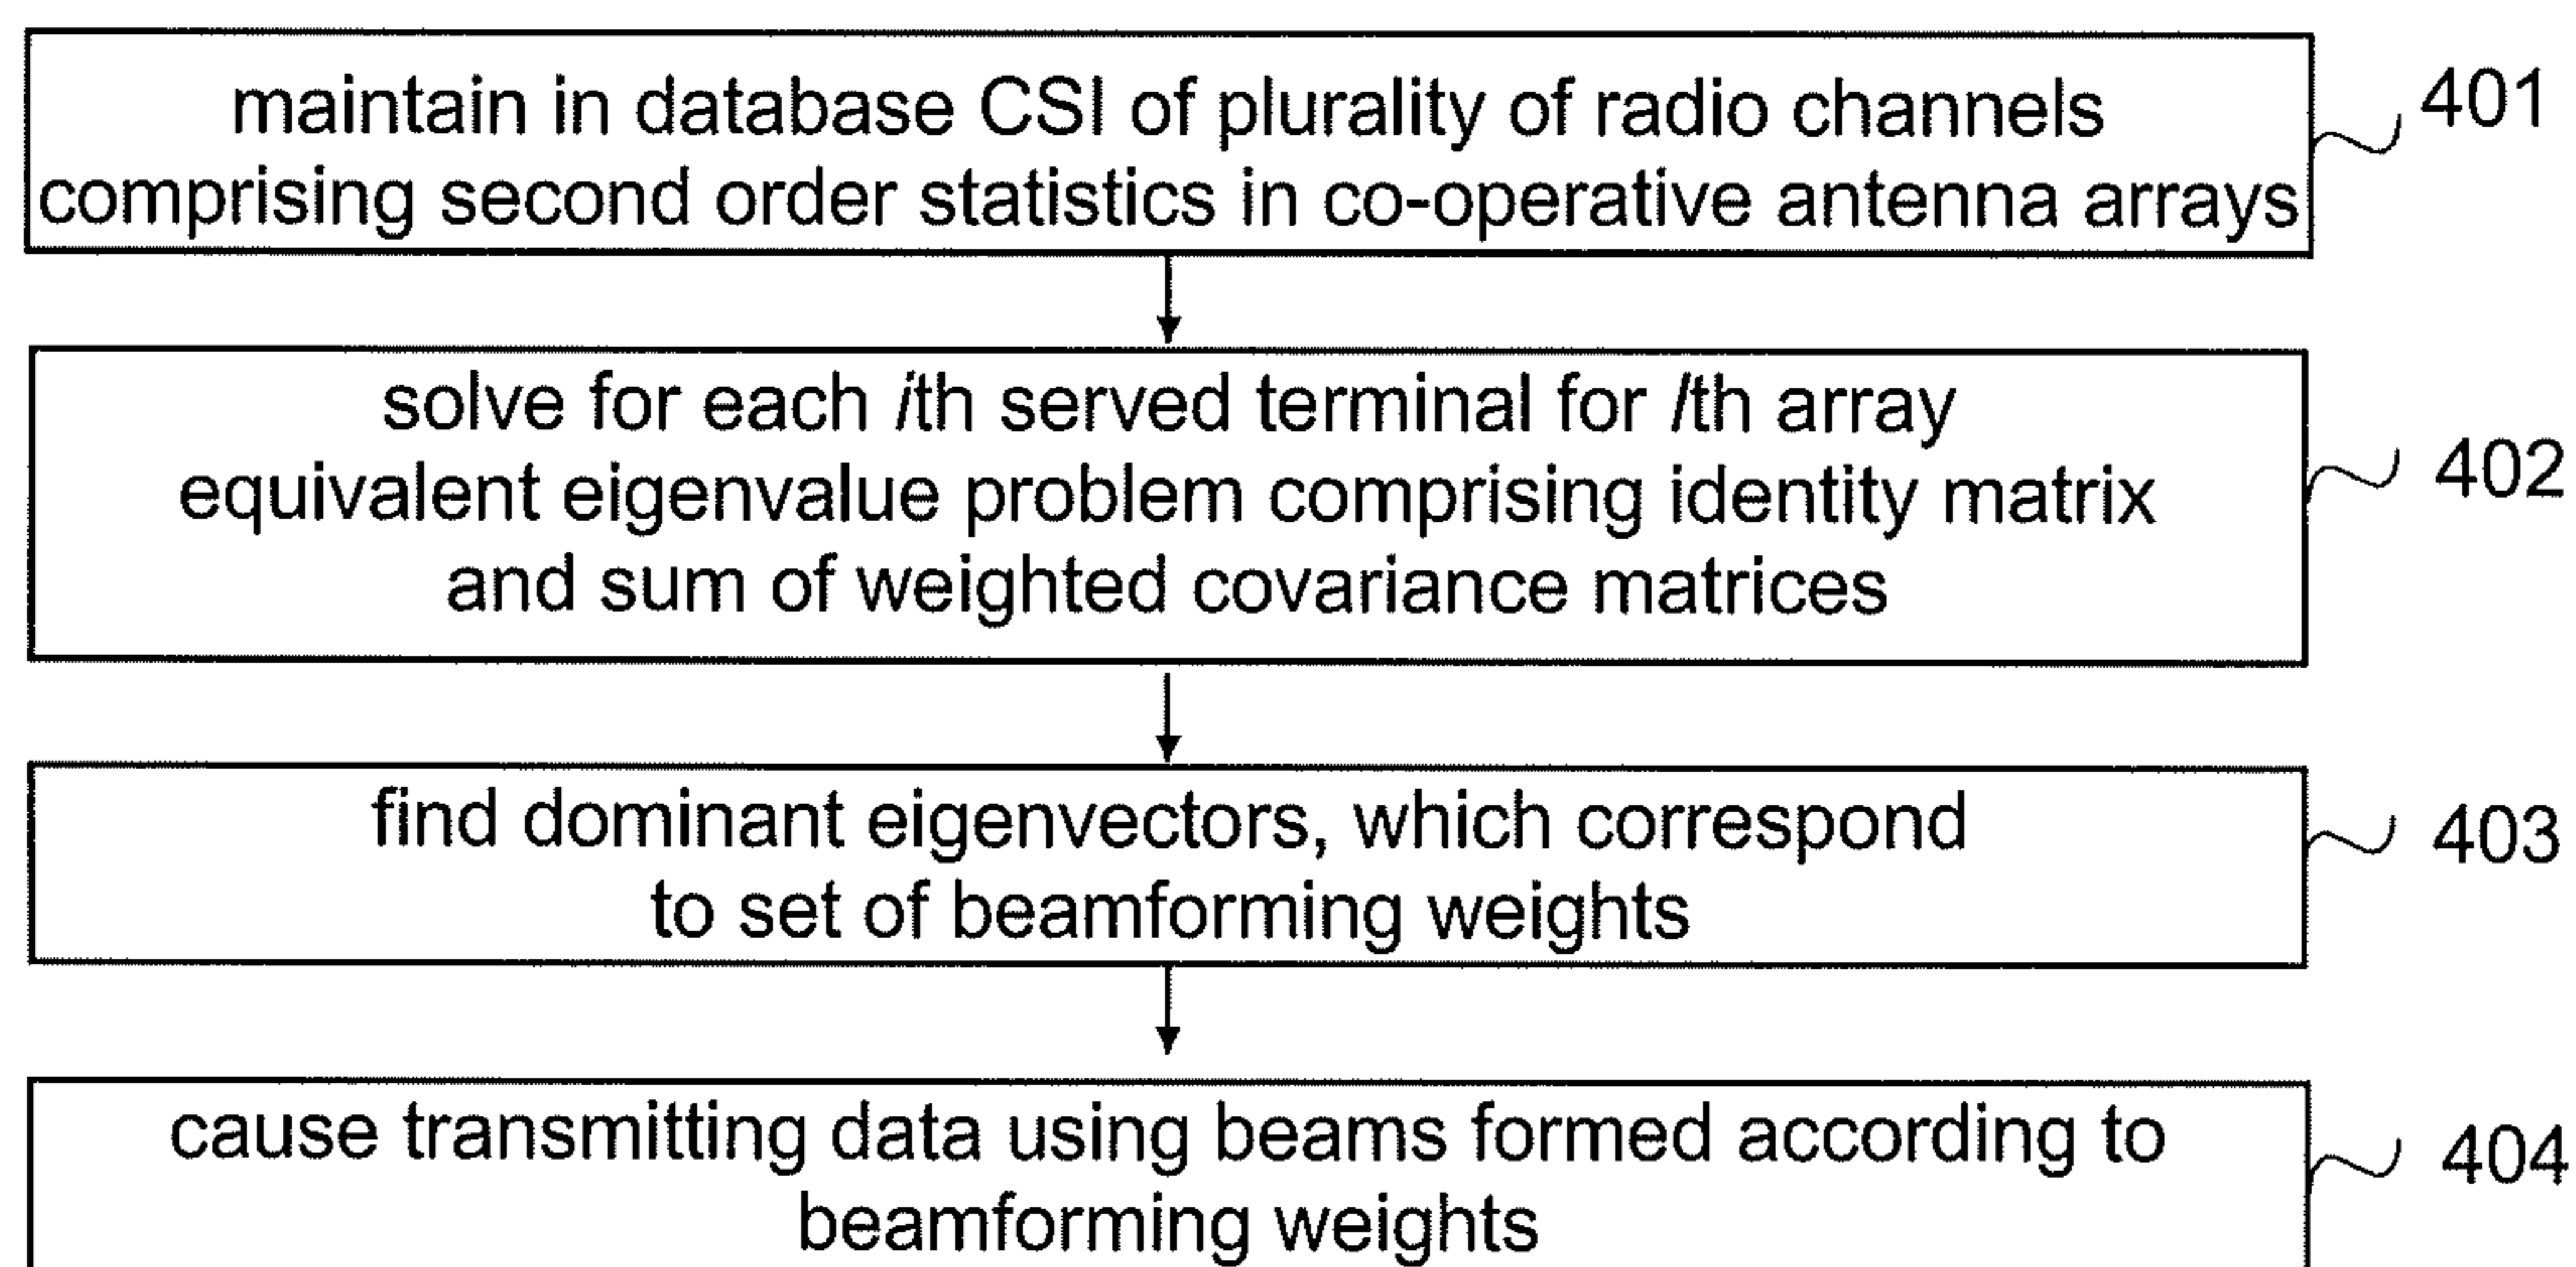 maintain in database CSI of plurality of radio channels
comprising second order statistics in co-operative antenna arrays
401
solve for each ith served terminal for lth array
equivalent eigenvalue problem comprising identity matrix
and sum of weighted covariance matrices
402
find dominant eigenvectors, which correspond
to set of beamforming weights
403
cause transmitting data using beams formed according to
beamforming weights
404